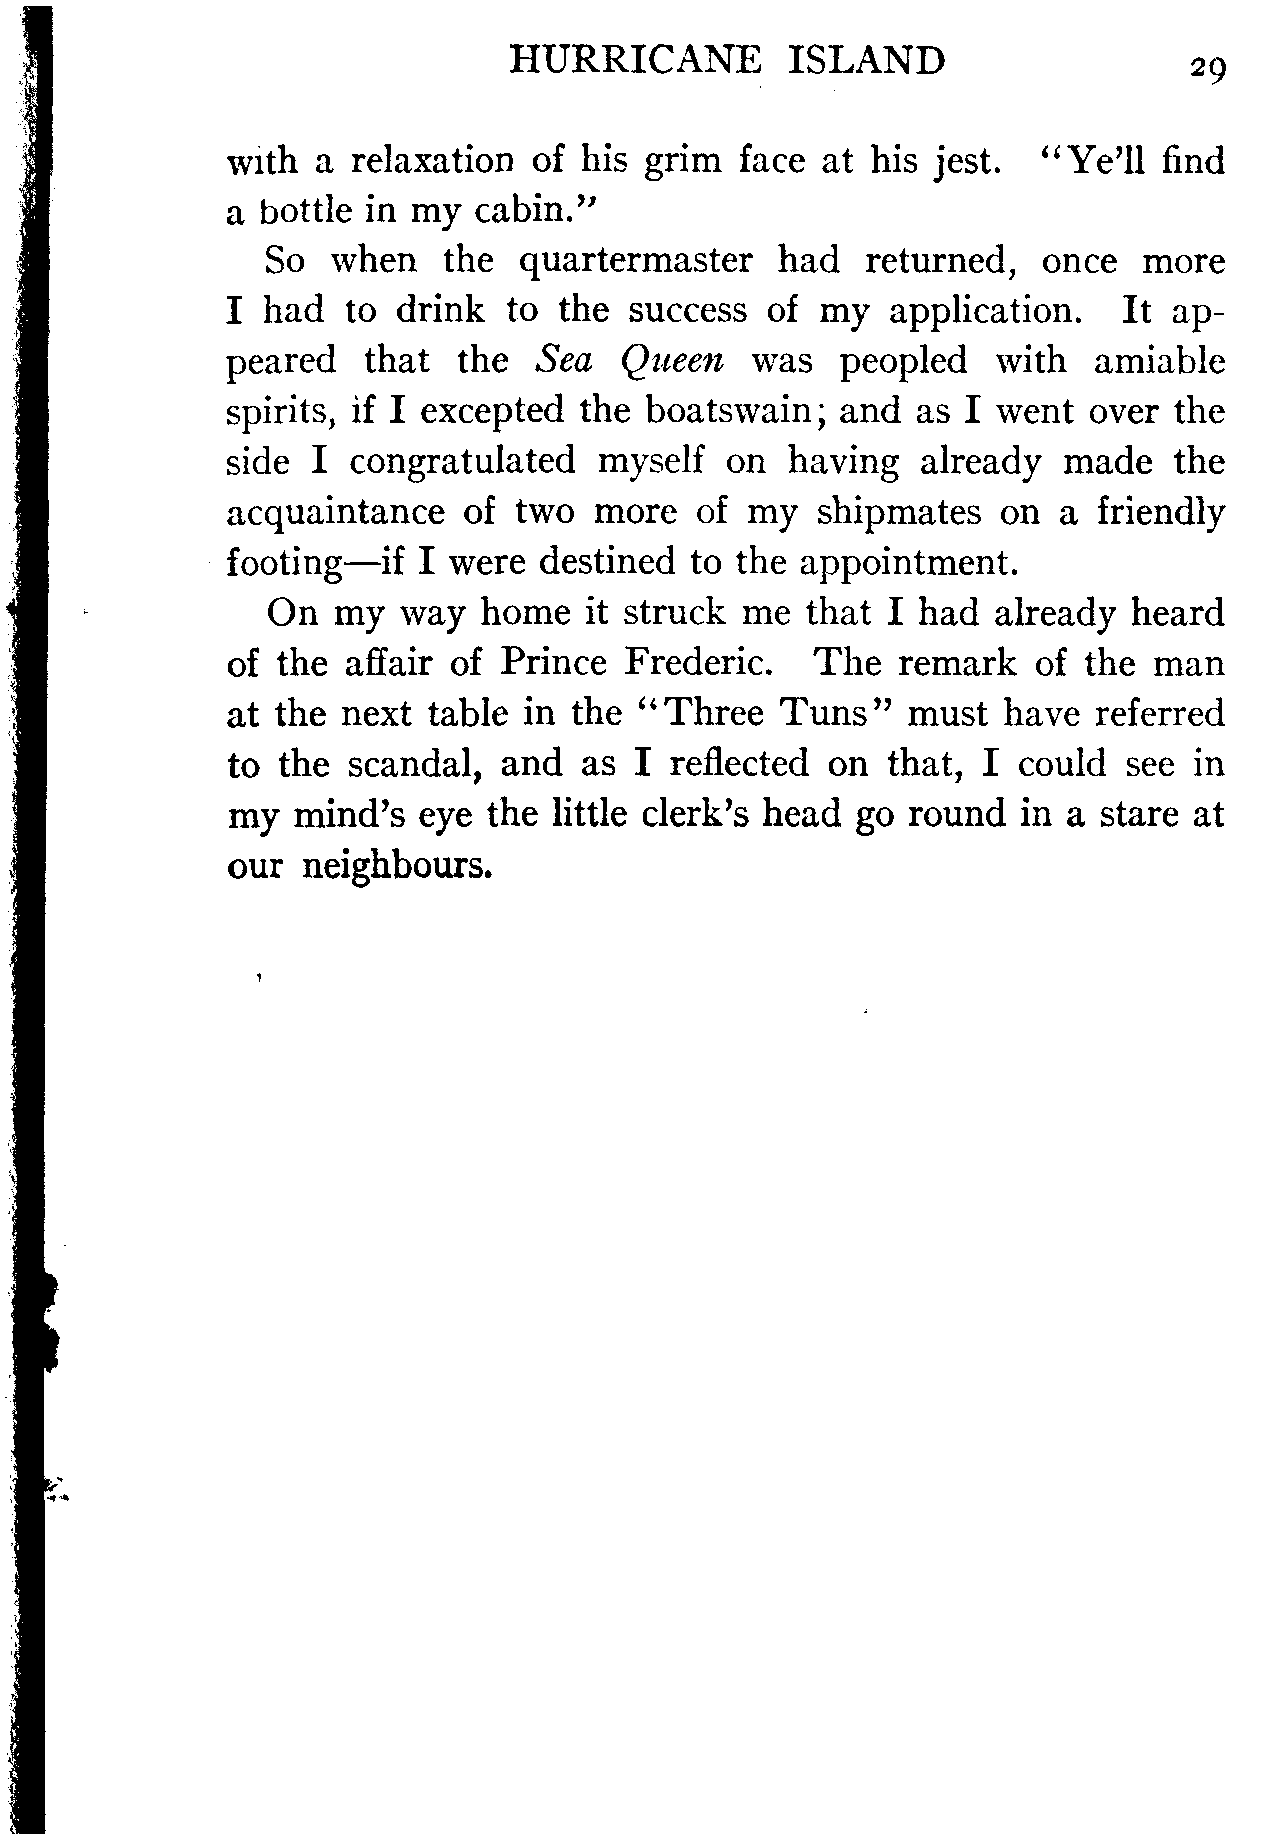 HURRICANE ISLAND 29
with a relaxation of his grim face at his jest. “Ye’ll find
a bottle in my cabin.”
So when the quartermaster had returned, once more
I had to drink to the success of my application. It ap-
peared that the Sea Queen was peopled with amiable
spirits, if I excepted the boatswain; and as I went over the
side I congratulated myself on having already made the
acquaintance of two more of my shipmates on a friendly
footing—if I were destined to the appointment.
On my way home it struck me that I had already heard
of the affair of Prince Frederic. The remark of the man
at the next table in the “Three Tuns” must have referred
to the scandal, and as I reflected on that, I could see in
my mind’s eye the little clerk’s head go round in a stare at
our neighbours.